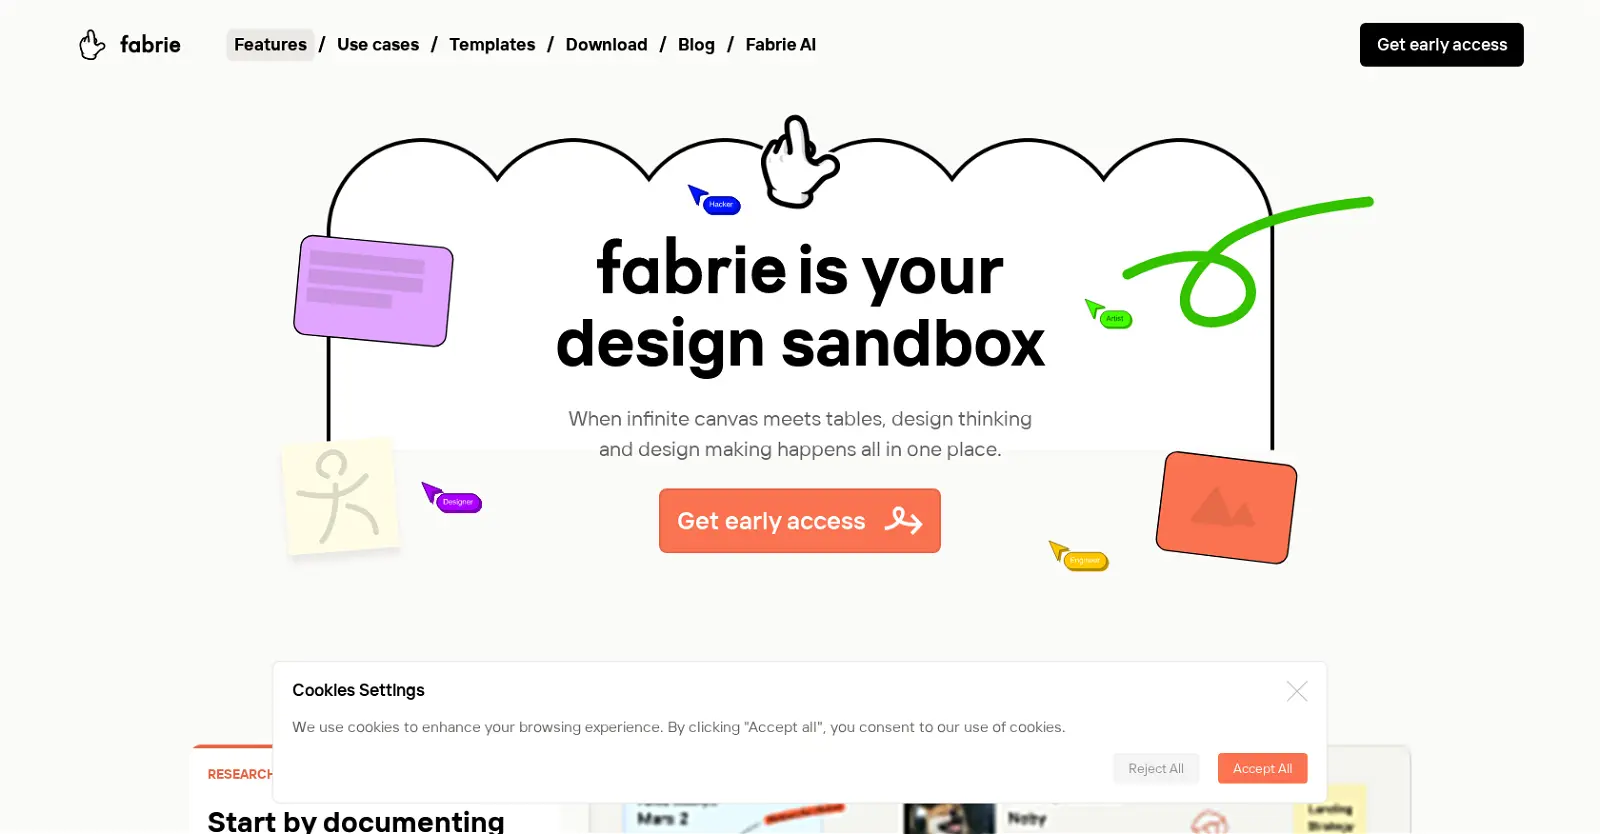 fabrie
Features / Use cases / Templates / Download / Blog / Fabrie AI
Get early access
Hacker
fabrie is your
design sandbox
Artist
When infinite canvas meets tables, design thinking
and design making happens all in one place.
Designer
Get early access
Engineer
Cookies Settings
We use cookies to enhance your browsing experience. By clicking "Accept all", you consent to our use of cookies.
Reject All
Accept All
RESEARCH
Start by documenting
Mars 2
Noby
Landing
Strategy